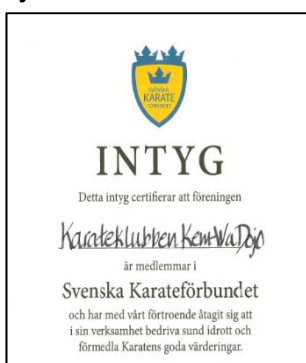 SVENSKA
KARATE
FÖRBUNDET
INTYG
Detta intyg certifierar att föreningen
Karateklubben Ken-Wa Dojo
är medlemmar i
Svenska Karateförbundet
och har med vårt förtroende åtagit sig att
i sin verksamhet bedriva sund idrott och
förmedla Karatens goda värderingar.